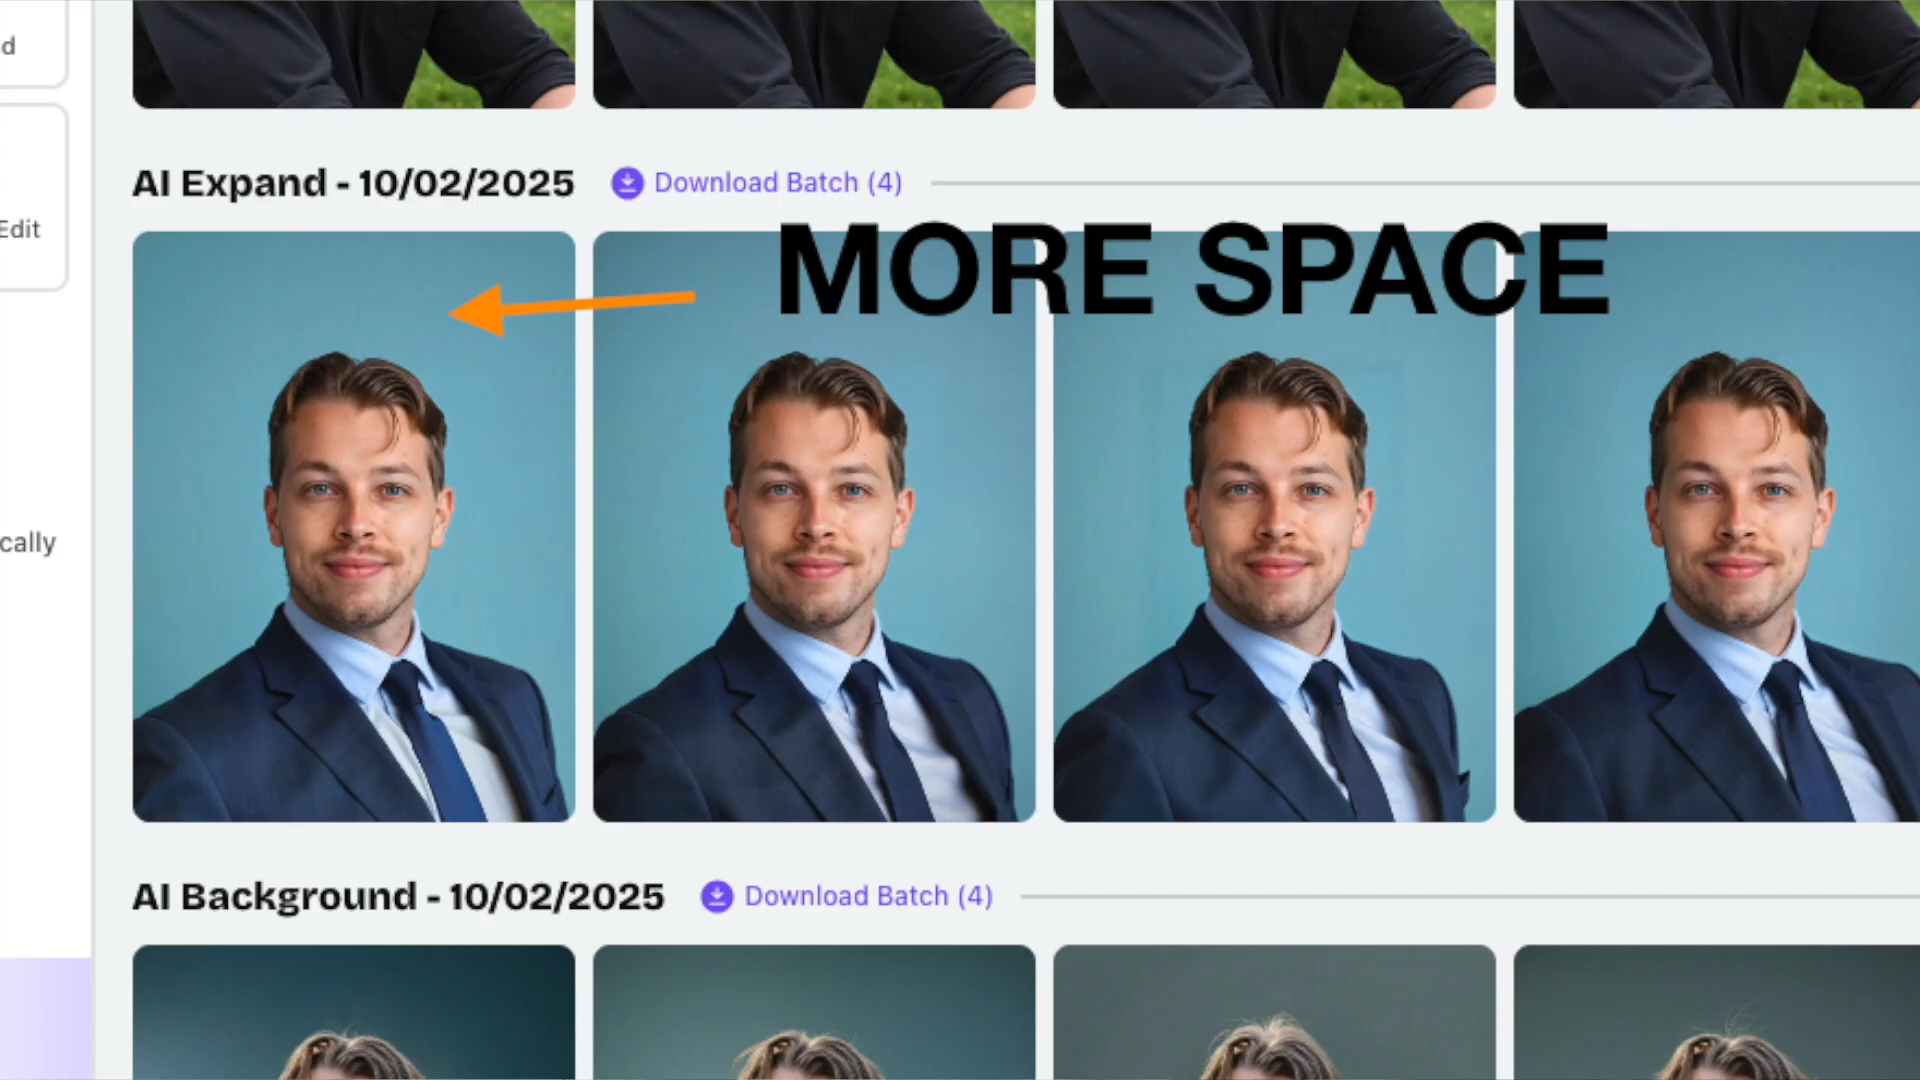 d
AI Expand - 10/02/2025
Download Batch (4)
Edit
MORE SPACE
cally
AI Background - 10/02/2025
Download Batch (4)